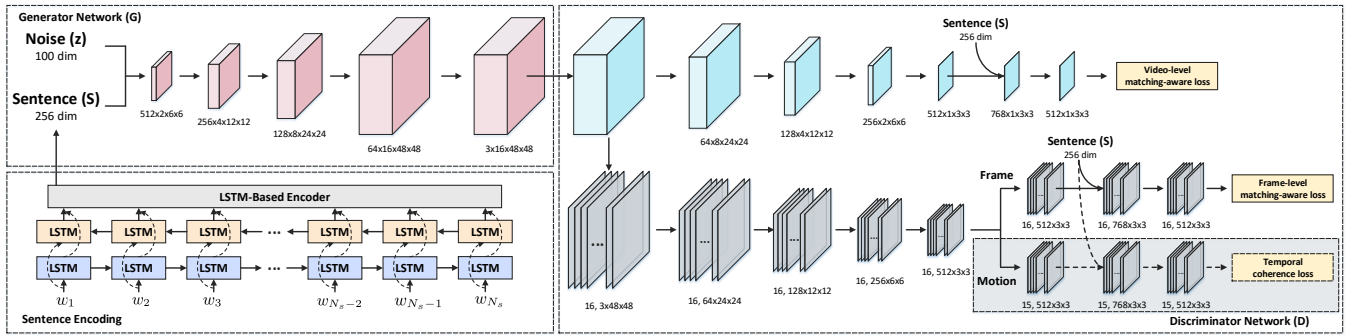 Generator Network (G)
Noise (z)
100 dim
Sentence (S)
256 dim
512x2x6x6
256x4x12x12
128x8x24x24
64x16x48x48
3x16x48x48
LSTM-Based Encoder
LSTM LSTM LSTM ... LSTM LSTM LSTM
LSTM LSTM LSTM ... LSTM LSTM LSTM
w1 w2 w3 wNs−2 wNs−1 wNs
Sentence Encoding
Sentence (S)
256 dim
64x8x24x24
128x4x12x12
256x2x6x6
512x1x3x3
768x1x3x3
512x1x3x3
Video-level
matching-aware loss
... ... ... ... ...
16, 3x48x48
16, 64x24x24
16, 128x12x12
16, 256x6x6
16, 512x3x3
Sentence (S)
256 dim
Frame
... ... ...
16, 512x3x3
16, 768x3x3
16, 512x3x3
Frame-level
matching-aware loss
Motion
... ... ...
15, 512x3x3
15, 768x3x3
15, 512x3x3
Temporal
coherence loss
Discriminator Network (D)